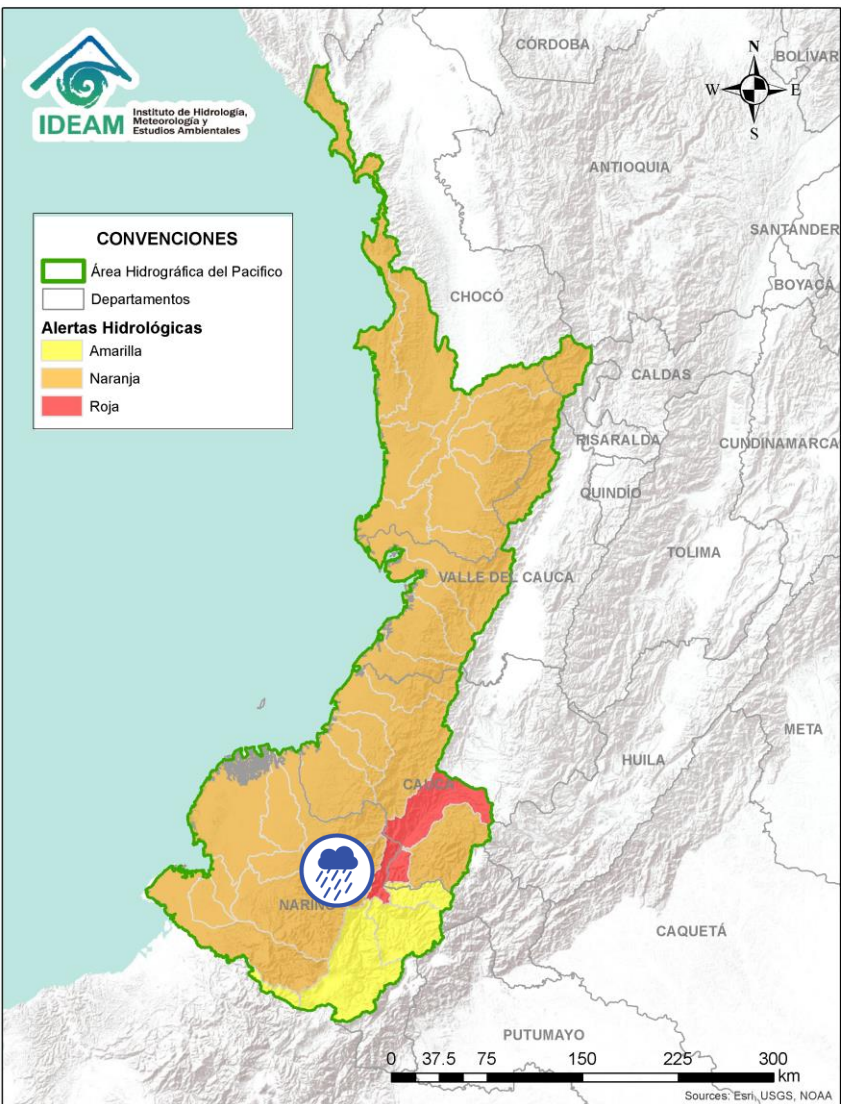 IDEAM
Instituto de Hidrología,
Meteorología y
Estudios Ambientales
CÓRDOBA
N
BOLÍVAR
W
E
S
ANTIOQUIA
CONVENCIONES
Área Hidrográfica del Pacifico
Departamentos
Alertas Hidrológicas
Amarilla
Naranja
Roja
SANTANDER
BOYACÁ
CHOCÓ
CALDAS
RISARALDA
CUNDINAMARCA
QUINDÍO
TOLIMA
VALLE DEL CAUCA
META
HUILA
CAUCA
NARIÑO
CAQUETÁ
PUTUMAYO
0 37.5 75 150 225 300
km
Sources: Esri, USGS, NOAA